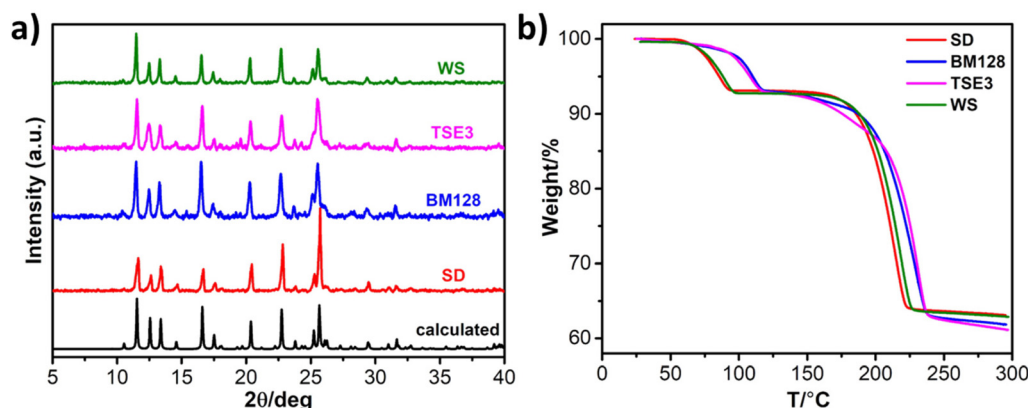 a)
WS
TSE3
BM128
SD
calculated
Intensity (a.u.)
5 10 15 20 25 30 35 40
2θ/deg
b)
SD
BM128
TSE3
WS
100
90
80
70
60
Weight/%
0 50 100 150 200 250 300
T/°C